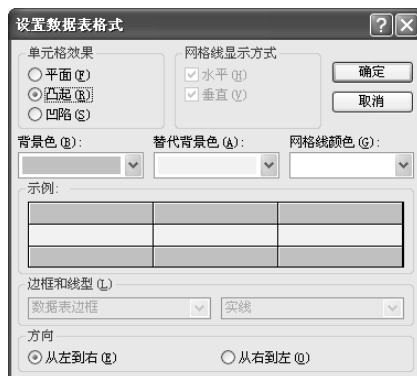 设置数据表格式
单元格效果
平面(F)
凸起(R)
凹陷(S)
网格线显示方式
水平(H)
垂直(V)
确定
取消
背景色(B): 替代背景色(A): 网格线颜色(G):
示例:
边框和线型(L)
数据表边框 实线
方向
从左到右(E) 从右到左(O)